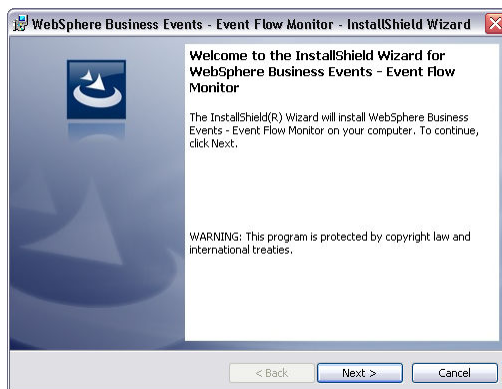 WebSphere Business Events - Event Flow Monitor - InstallShield Wizard
Welcome to the InstallShield Wizard for
WebSphere Business Events - Event Flow
Monitor
The InstallShield(R) Wizard will install WebSphere Business
Events - Event Flow Monitor on your computer. To continue,
click Next.
WARNING: This program is protected by copyright law and
international treaties.
< Back
Next >
Cancel